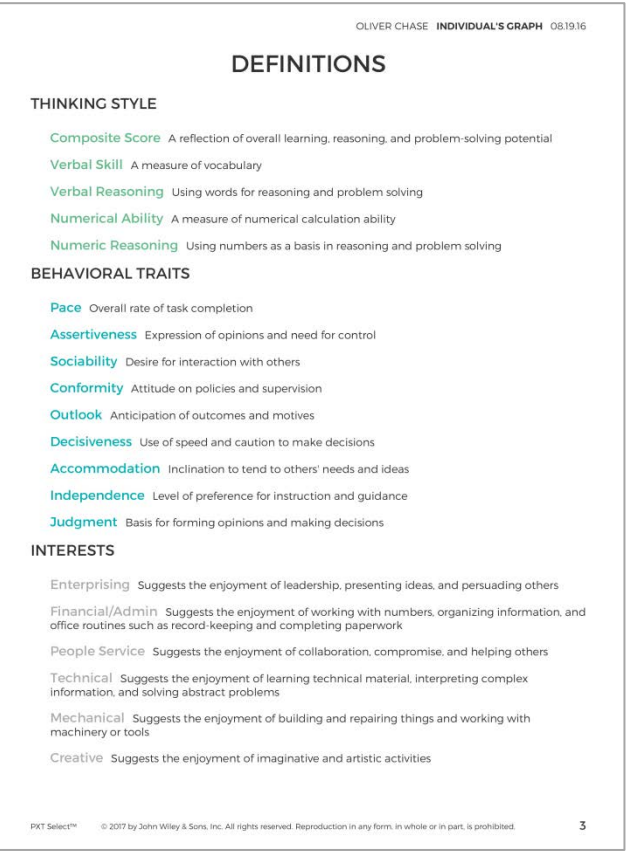 OLIVER CHASE INDIVIDUAL'S GRAPH 08.19.16
DEFINITIONS
THINKING STYLE
Composite Score A reflection of overall learning, reasoning, and problem-solving potential
Verbal Skill A measure of vocabulary
Verbal Reasoning Using words for reasoning and problem solving
Numerical Ability A measure of numerical calculation ability
Numeric Reasoning Using numbers as a basis in reasoning and problem solving
BEHAVIORAL TRAITS
Pace Overall rate of task completion
Assertiveness Expression of opinions and need for control
Sociability Desire for interaction with others
Conformity Attitude on policies and supervision
Outlook Anticipation of outcomes and motives
Decisiveness Use of speed and caution to make decisions
Accommodation Inclination to tend to others' needs and ideas
Independence Level of preference for instruction and guidance
Judgment Basis for forming opinions and making decisions
INTERESTS
Enterprising Suggests the enjoyment of leadership, presenting ideas, and persuading others
Financial/Admin Suggests the enjoyment of working with numbers, organizing information, and
office routines such as record-keeping and completing paperwork
People Service Suggests the enjoyment of collaboration, compromise, and helping others
Technical Suggests the enjoyment of learning technical material, interpreting complex
information, and solving abstract problems
Mechanical Suggests the enjoyment of building and repairing things and working with
machinery or tools
Creative Suggests the enjoyment of imaginative and artistic activities
PXT Select™ © 2017 by John Wiley & Sons, Inc. All rights reserved. Reproduction in any form, in whole or in part, is prohibited. 3